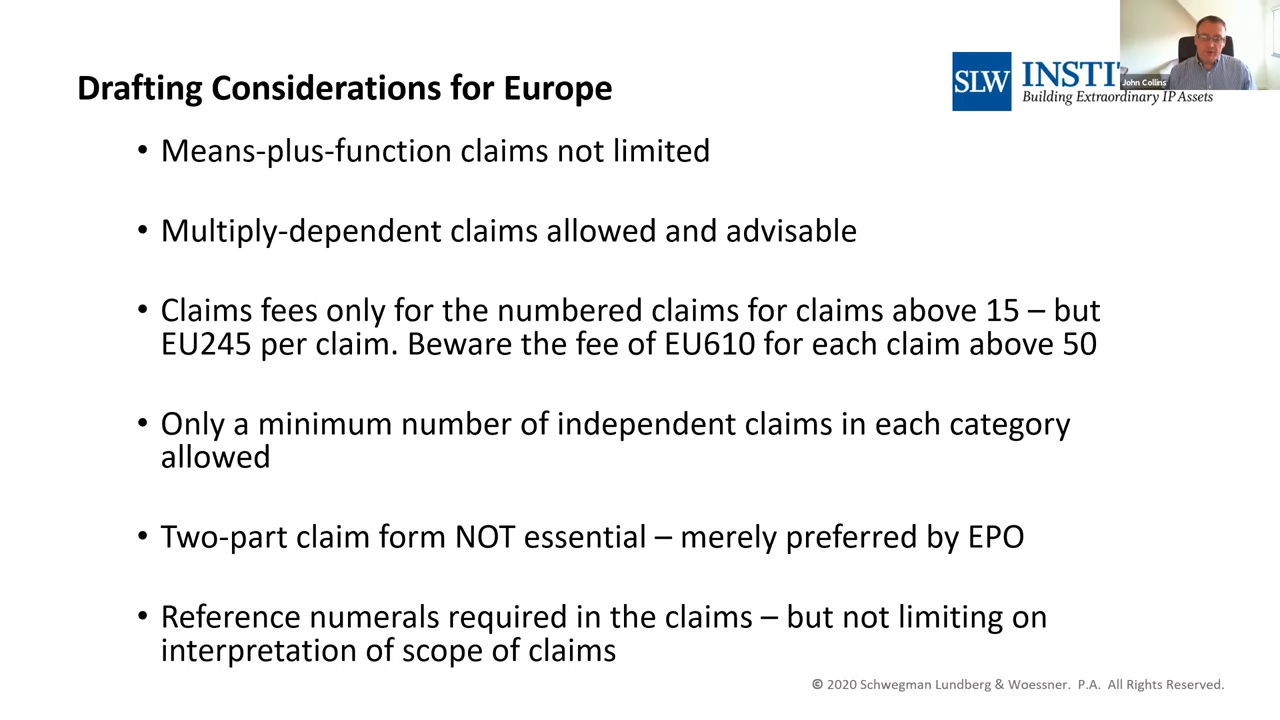 Drafting Considerations for Europe
SLW INSTI
Building Extraordinary IP Assets
John Collins
• Means-plus-function claims not limited
• Multiply-dependent claims allowed and advisable
• Claims fees only for the numbered claims for claims above 15 – but
EU245 per claim. Beware the fee of EU610 for each claim above 50
• Only a minimum number of independent claims in each category
allowed
• Two-part claim form NOT essential – merely preferred by EPO
• Reference numerals required in the claims – but not limiting on
interpretation of scope of claims
© 2020 Schwegman Lundberg & Woessner. P.A. All Rights Reserved.